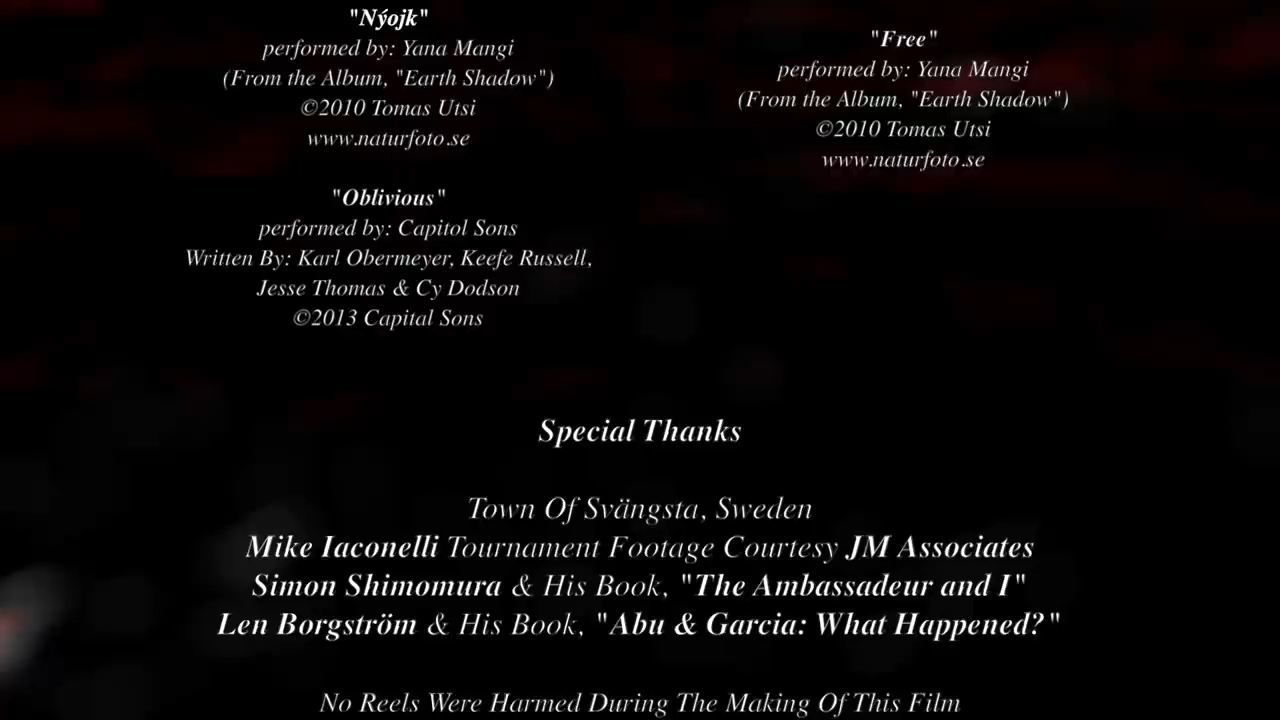 "Nýojk"
performed by: Yana Mangi
(From the Album, "Earth Shadow")
©2010 Tomas Utsi
www.naturfoto.se
"Free"
performed by: Yana Mangi
(From the Album, "Earth Shadow")
©2010 Tomas Utsi
www.naturfoto.se
"Oblivious"
performed by: Capitol Sons
Written By: Karl Obermeyer, Keefe Russell,
Jesse Thomas & Cy Dodson
©2013 Capital Sons
Special Thanks
Town Of Svängsta, Sweden
Mike Iaconelli Tournament Footage Courtesy JM Associates
Simon Shimomura & His Book, "The Ambassadeur and I"
Len Borgström & His Book, "Abu & Garcia: What Happened?"
No Reels Were Harmed During The Making Of This Film